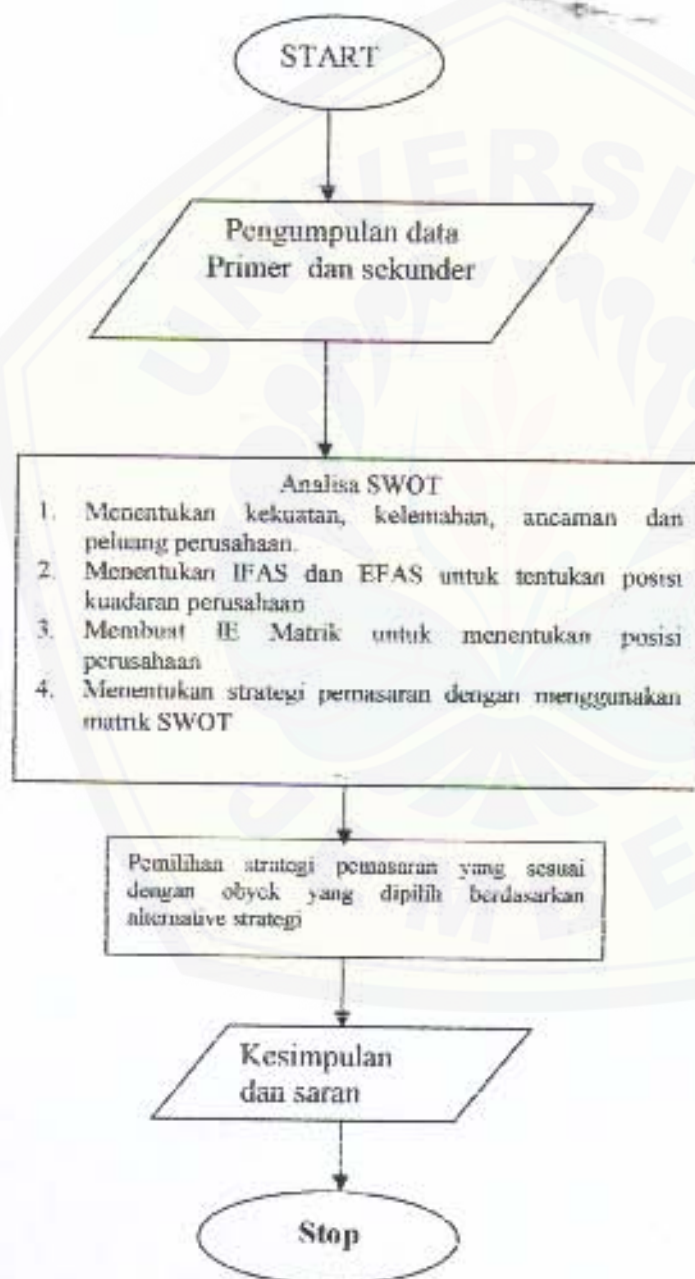 START
Pengumpulan data
Primer dan sekunder
Analisa SWOT
1. Menentukan kekuatan, kelemahan, ancaman dan
peluang perusahaan.
2. Menentukan IFAS dan EFAS untuk tentukan posisi
kuadaran perusahaan
3. Membuat IE Matrik untuk menentukan posisi
perusahaan
4. Menentukan strategi pemasaran dengan menggunakan
matrik SWOT
Pemilihan strategi pemasaran yang sesuai
dengan obyek yang dipilih berdasarkan
alternative strategi
Kesimpulan
dan saran
Stop